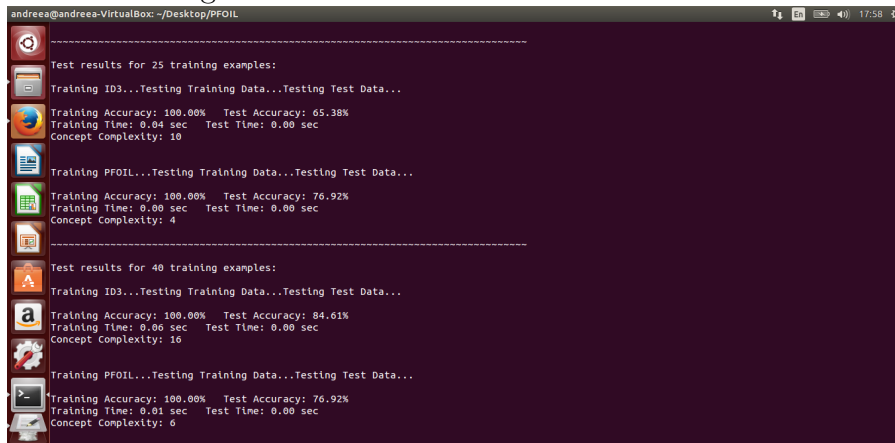 andreea@andreea-VirtualBox: ~/Desktop/PFOIL
En
17:58
~~~~~~~~~~~~~~~~~~~~~~~~~~~~~~~~~~~~~~~~~~~~~~~~~~~~~~~~~~~~~~~~~~~~~~~~~~~~~~~~
Test results for 25 training examples:
Training ID3...Testing Training Data...Testing Test Data...
Training Accuracy: 100.00%   Test Accuracy: 65.38%
Training Time: 0.04 sec   Test Time: 0.00 sec
Concept Complexity: 10
Training PFOIL...Testing Training Data...Testing Test Data...
Training Accuracy: 100.00%   Test Accuracy: 76.92%
Training Time: 0.00 sec   Test Time: 0.00 sec
Concept Complexity: 4
~~~~~~~~~~~~~~~~~~~~~~~~~~~~~~~~~~~~~~~~~~~~~~~~~~~~~~~~~~~~~~~~~~~~~~~~~~~~~~~~
Test results for 40 training examples:
Training ID3...Testing Training Data...Testing Test Data...
Training Accuracy: 100.00%   Test Accuracy: 84.61%
Training Time: 0.06 sec   Test Time: 0.00 sec
Concept Complexity: 16
Training PFOIL...Testing Training Data...Testing Test Data...
Training Accuracy: 100.00%   Test Accuracy: 76.92%
Training Time: 0.01 sec   Test Time: 0.00 sec
Concept Complexity: 6